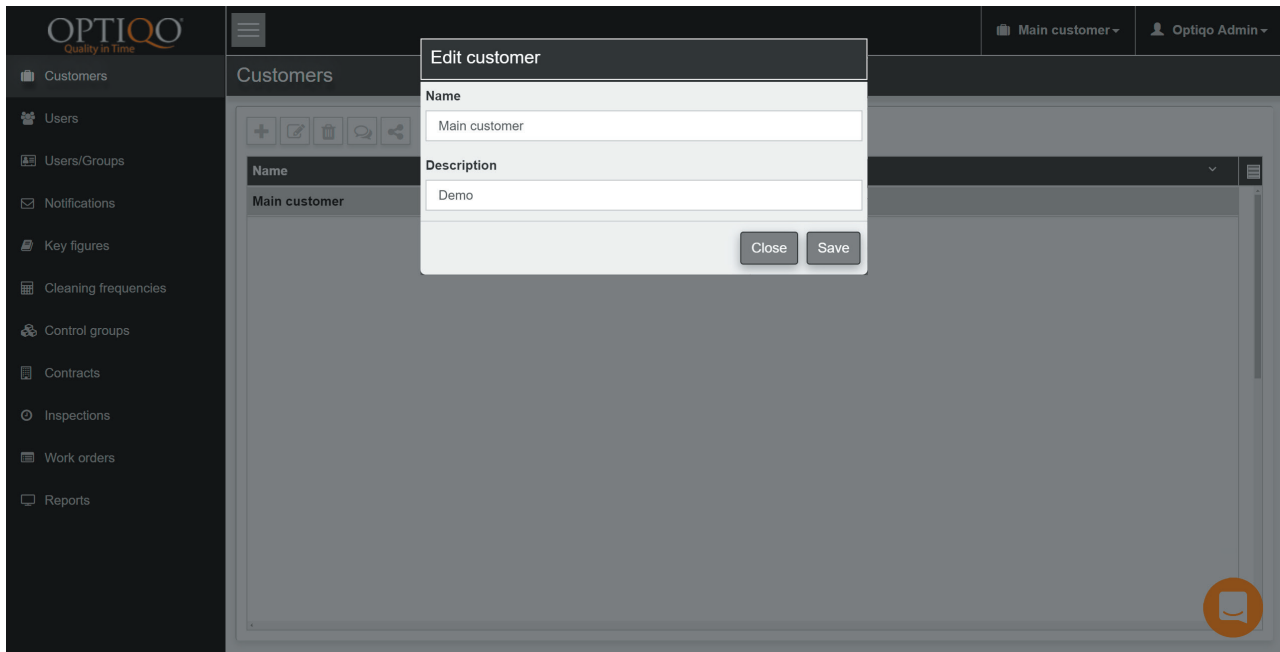 OPTIQO
Quality in Time
Main customer
Optiqo Admin
Customers
Users
Users/Groups
Notifications
Key figures
Cleaning frequencies
Control groups
Contracts
Inspections
Work orders
Reports
Customers
Name
Main customer
Edit customer
Name
Main customer
Description
Demo
Close Save